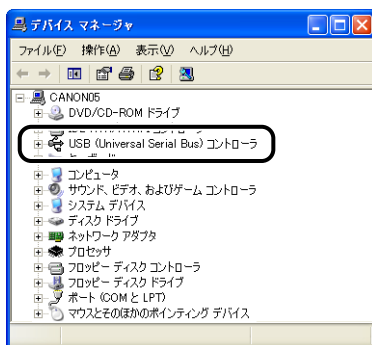 デバイス マネージャ
ファイル(F) 操作(A) 表示(V) ヘルプ(H)
CANON05
DVD/CD-ROM ドライブ
USB (Universal Serial Bus) コントローラ
コンピュータ
サウンド、ビデオ、およびゲーム コントローラ
システム デバイス
ディスク ドライブ
ネットワーク アダプタ
プロセッサ
フロッピー ディスク コントローラ
フロッピー ディスク ドライブ
ポート (COM と LPT)
マウスとそのほかのポインティング デバイス